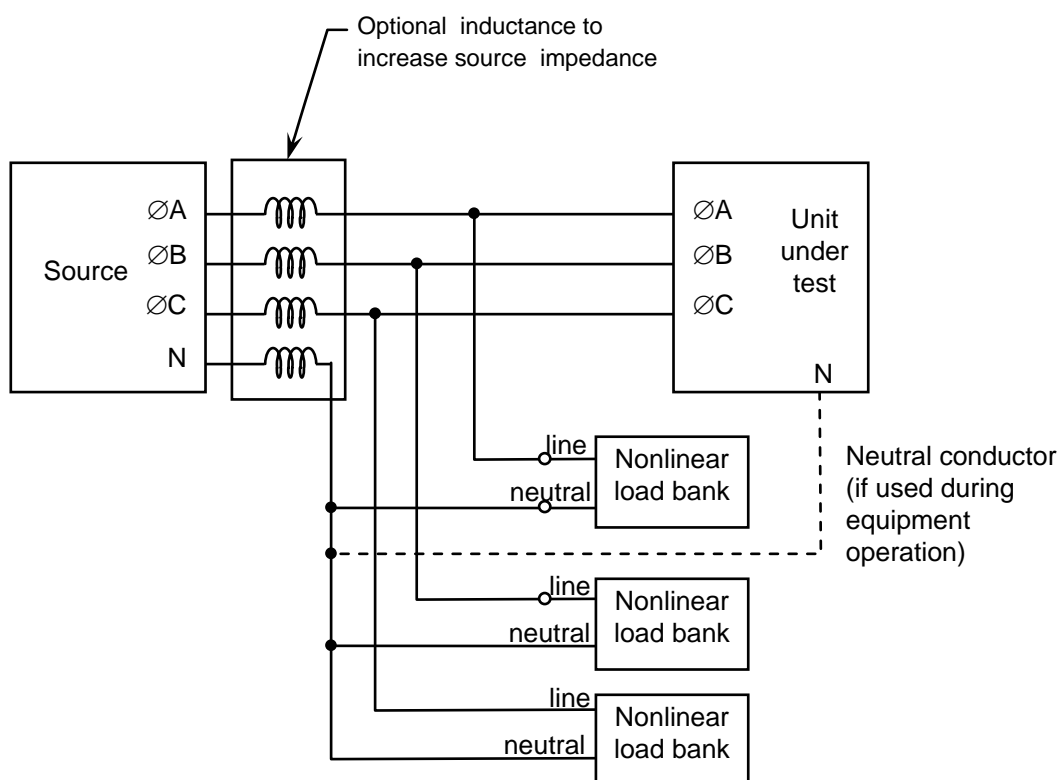 Optional inductance to
increase source impedance
Source
∅A
∅B
∅C
N
∅A
∅B
∅C
Unit
under
test
N
line
neutral
Nonlinear
load bank
Neutral conductor
(if used during
equipment
operation)
line
neutral
Nonlinear
load bank
line
neutral
Nonlinear
load bank